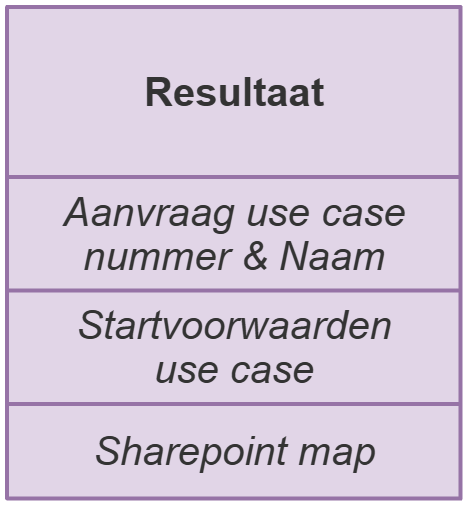 Resultaat
Aanvraag use case
nummer & Naam
Startvoorwaarden
use case
Sharepoint map